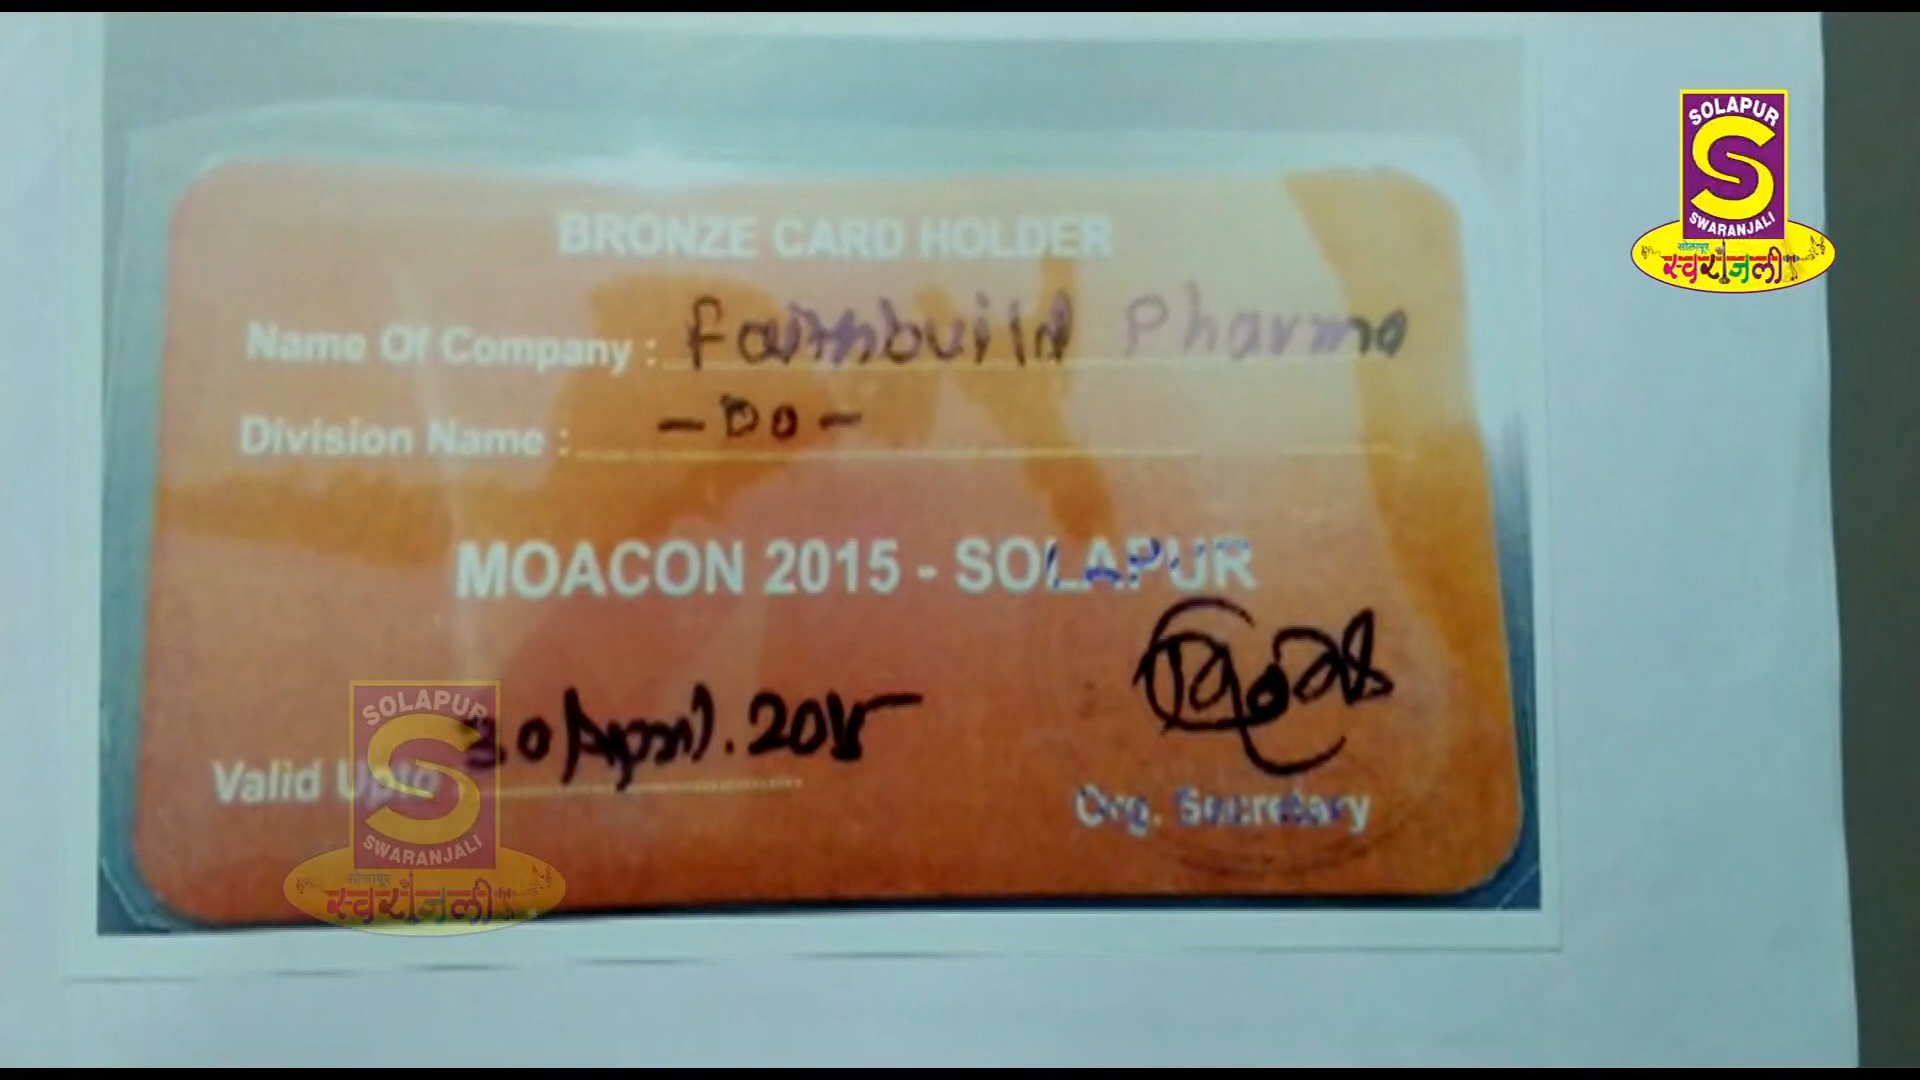 SOLAPUR
S
SWARANJALI
सोलापूर
स्वरांजली
BRONZE CARD HOLDER
Name Of Company : Faithbuild Pharma
Division Name : - DO -
MOACON 2015 - SOLAPUR
Valid Upto 30 April. 2015
Org. Secretary
SOLAPUR
S
SWARANJALI
सोलापूर
स्वरांजली